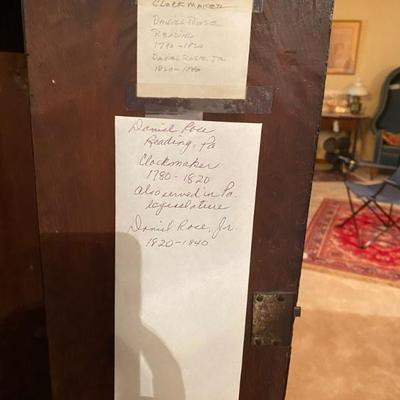 CLOCKMAKER
DANIEL ROSE
READING
1780-1820
DANIEL ROSE JR.
1820-1840
Daniel Rose
Reading, Pa
Clockmaker
1780-1820
also served in Pa.
legislature
Daniel Rose, Jr.
1820-1840